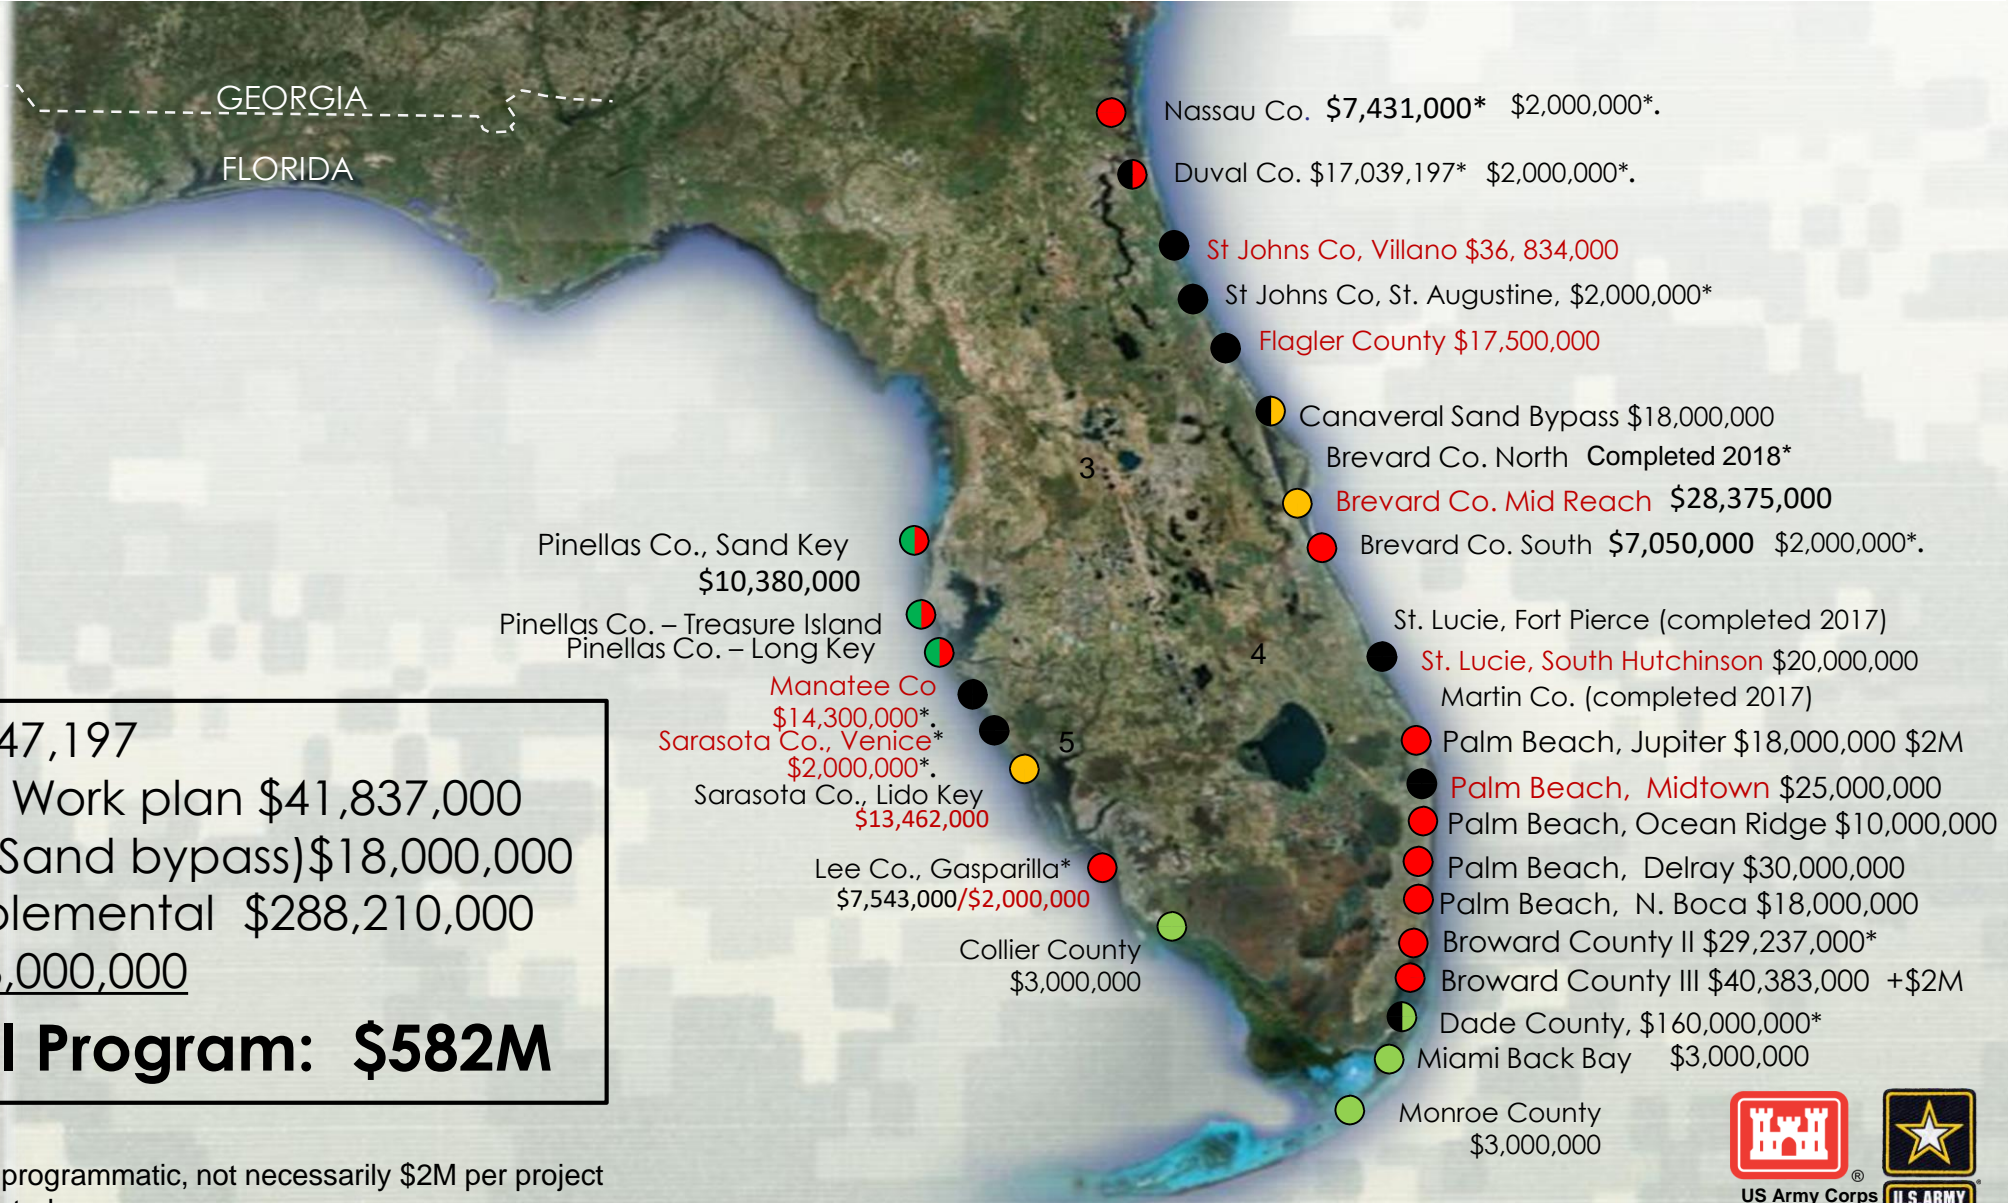 GEORGIA
FLORIDA
Nassau Co. $7,431,000* $2,000,000*.
Duval Co. $17,039,197* $2,000,000*.
St Johns Co, Villano $36, 834,000
St Johns Co, St. Augustine, $2,000,000*
Flagler County $17,500,000
Canaveral Sand Bypass $18,000,000
Brevard Co. North Completed 2018*
3
Brevard Co. Mid Reach $28,375,000
Brevard Co. South $7,050,000 $2,000,000*.
Pinellas Co., Sand Key
$10,380,000
Pinellas Co. – Treasure Island
Pinellas Co. – Long Key
St. Lucie, Fort Pierce (completed 2017)
4
St. Lucie, South Hutchinson $20,000,000
Martin Co. (completed 2017)
Manatee Co
$14,300,000*.
Sarasota Co., Venice*
$2,000,000*.
5
Sarasota Co., Lido Key
$13,462,000
Lee Co., Gasparilla*
$7,543,000/$2,000,000
Collier County
$3,000,000
Palm Beach, Jupiter $18,000,000 $2M
Palm Beach, Midtown $25,000,000
Palm Beach, Ocean Ridge $10,000,000
Palm Beach, Delray $30,000,000
Palm Beach, N. Boca $18,000,000
Broward County II $29,237,000*
Broward County III $40,383,000 +$2M
Dade County, $160,000,000*
Miami Back Bay $3,000,000
Monroe County
$3,000,000
47,197
Work plan $41,837,000
Sand bypass)$18,000,000
plemental $288,210,000
,000,000
l Program: $582M
programmatic, not necessarily $2M per project
®
US Army Corps
U.S. ARMY